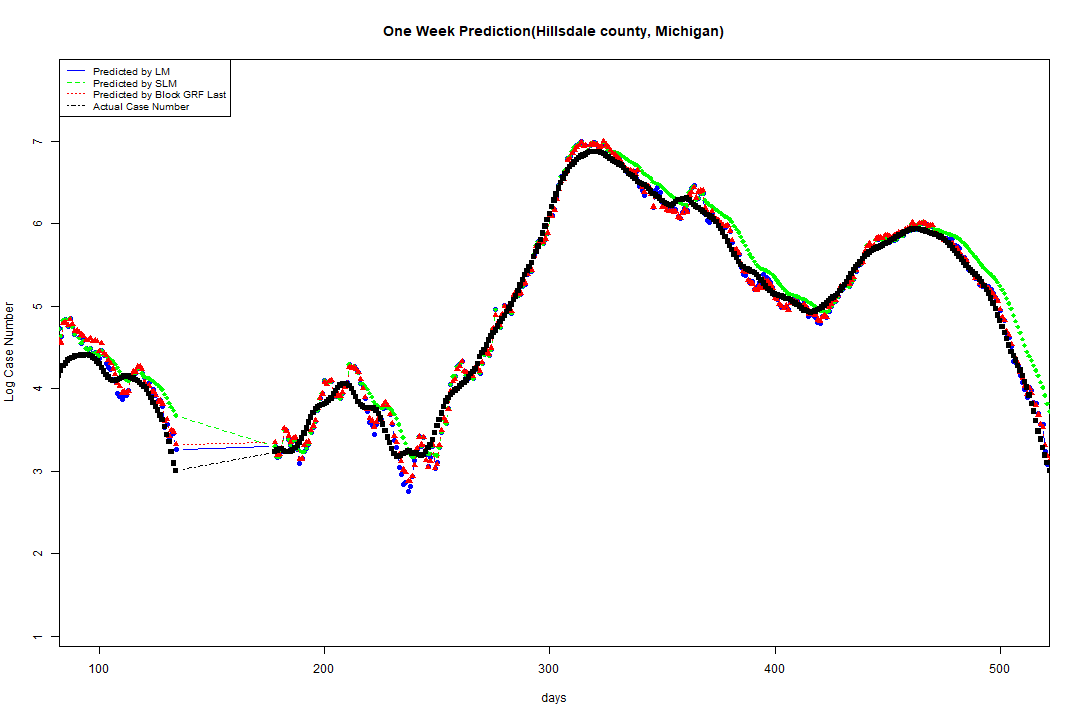 One Week Prediction(Hillsdale county, Michigan)
Predicted by LM
Predicted by SLM
Predicted by Block GRF Last
Actual Case Number
7
6
5
4
3
2
1
Log Case Number
100 200 300 400 500
days